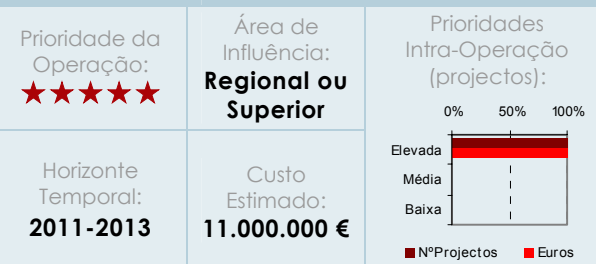 Prioridade da
Operação:
★★★★★
Área de
Influência:
Regional ou
Superior
Prioridades
Intra-Operação
(projectos):
0% 50% 100%
Elevada
Média
Baixa
NºProjectos Euros
Horizonte
Temporal:
2011-2013
Custo
Estimado:
11.000.000 €